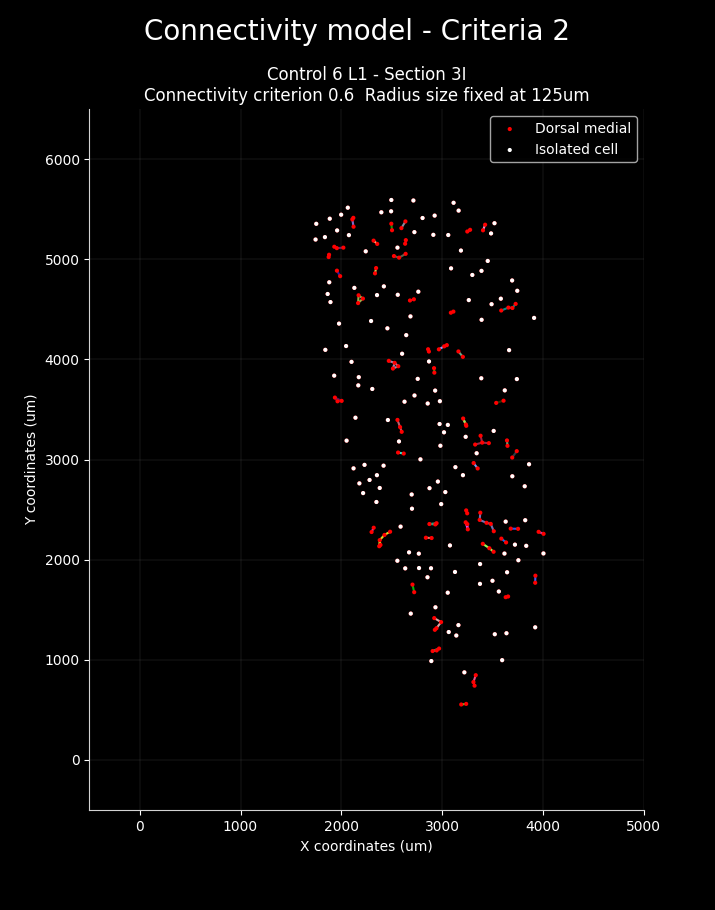 Connectivity model - Criteria 2
Control 6 L1 - Section 3I
Connectivity criterion 0.6  Radius size fixed at 125um
Dorsal medial
Isolated cell
6000
5000
4000
3000
2000
1000
0
Y coordinates (um)
0 1000 2000 3000 4000 5000
X coordinates (um)